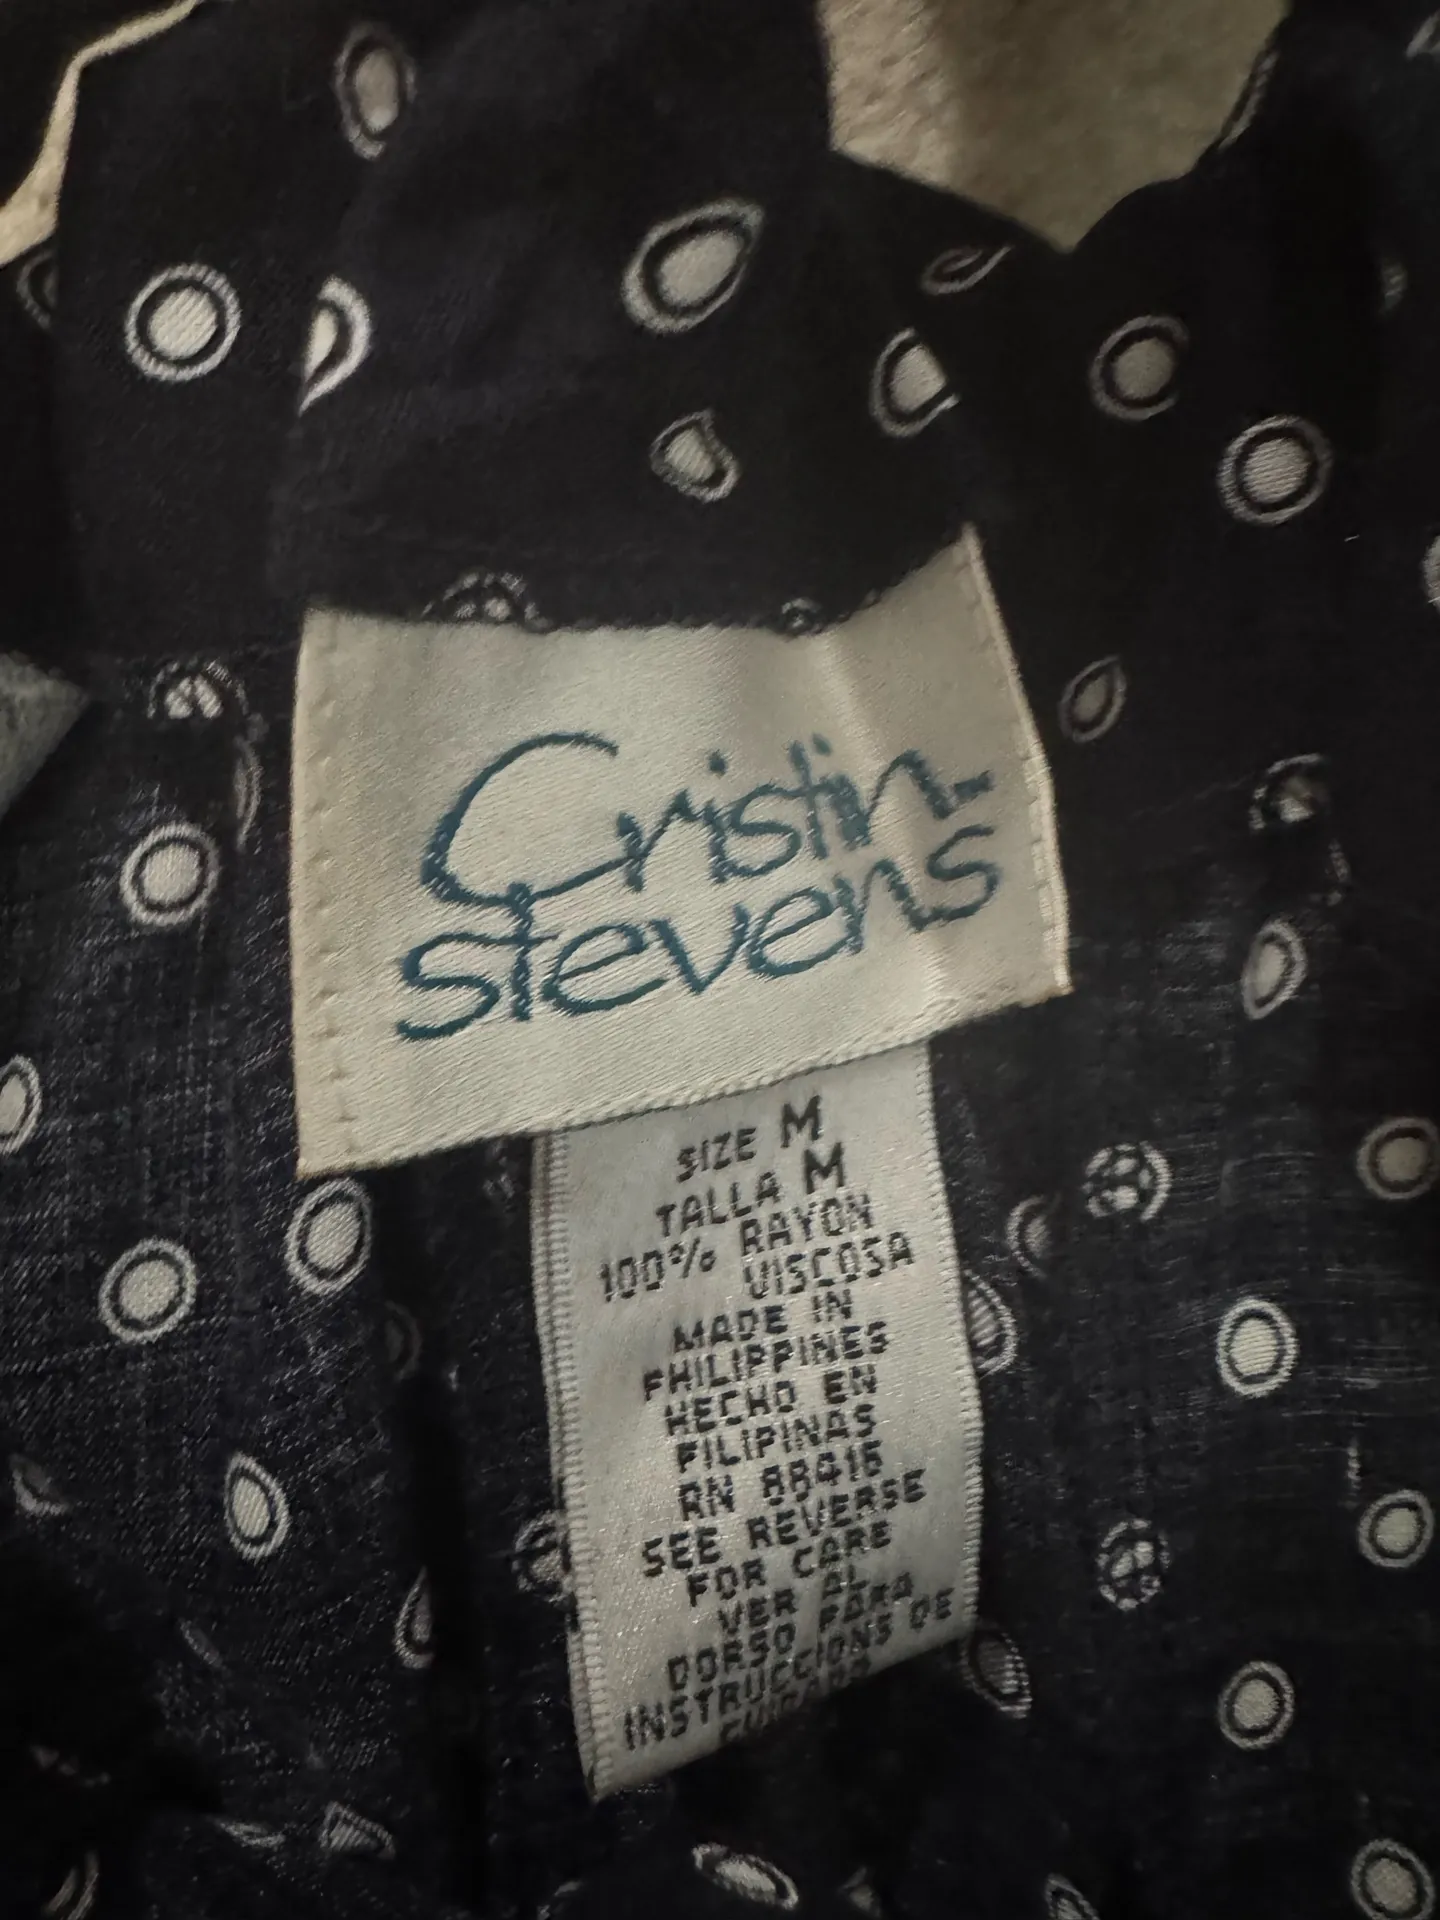 Cristin
stevens
SIZE M
TALLA M
100% RAYON
VISCOSA
MADE IN
PHILIPPINES
HECHO EN
FILIPINAS
RN 88416
SEE REVERSE
FOR CARE
VER AL
DORSO PARA
INSTRUCCIONS DE